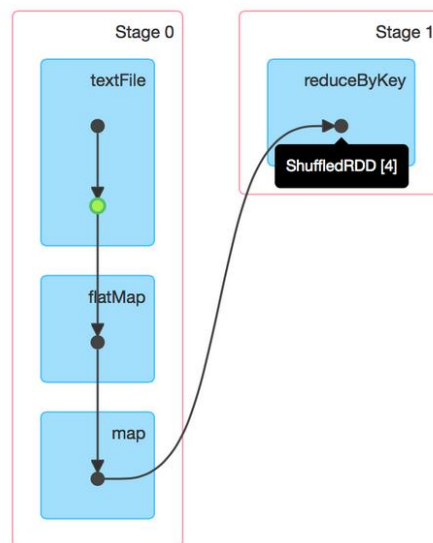 Stage 0
textFile
flatMap
map
Stage 1
reduceByKey
ShuffledRDD [4]